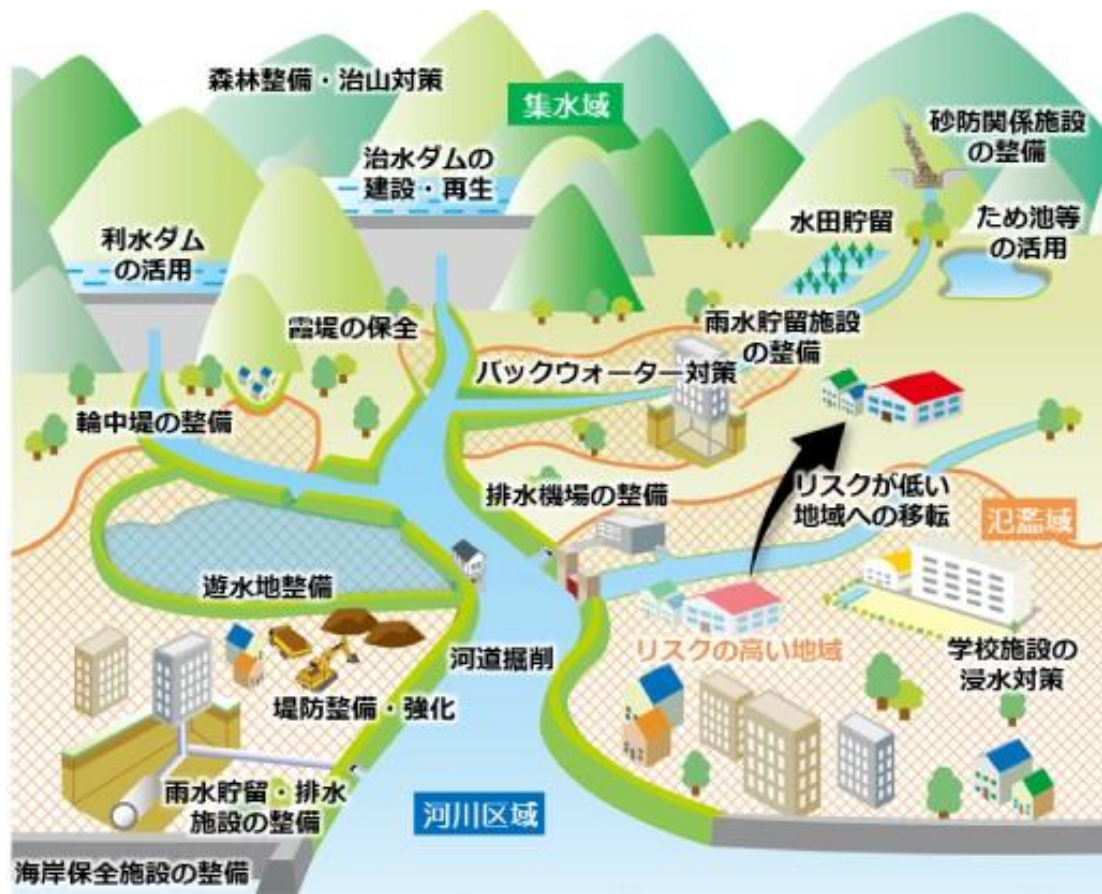 森林整備・治山対策
集水域
砂防関係施設
の整備
治水ダムの
建設・再生
水田貯留
ため池等
の活用
利水ダム
の活用
霞堤の保全
雨水貯留施設
の整備
バックウォーター対策
輪中堤の整備
排水機場の整備
リスクが低い
地域への移転
氾濫域
遊水地整備
河道掘削
リスクの高い地域
学校施設の
浸水対策
堤防整備・強化
雨水貯留・排水
施設の整備
河川区域
海岸保全施設の整備